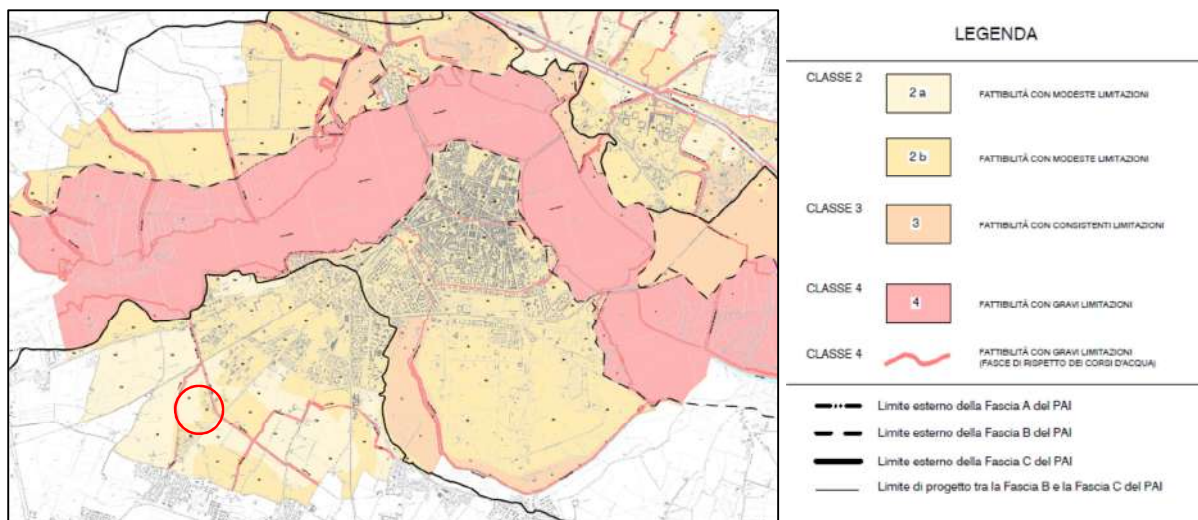 LEGENDA
CLASSE 2
2 a
FATTIBILITÀ CON MODESTE LIMITAZIONI
2 b
FATTIBILITÀ CON MODESTE LIMITAZIONI
CLASSE 3
3
FATTIBILITÀ CON CONSISTENTI LIMITAZIONI
CLASSE 4
4
FATTIBILITÀ CON GRAVI LIMITAZIONI
CLASSE 4
FATTIBILITÀ CON GRAVI LIMITAZIONI
(FASCE DI RISPETTO DEI CORSI D'ACQUA)
Limite esterno della Fascia A del PAI
Limite esterno della Fascia B del PAI
Limite esterno della Fascia C del PAI
Limite di progetto tra la Fascia B e la Fascia C del PAI